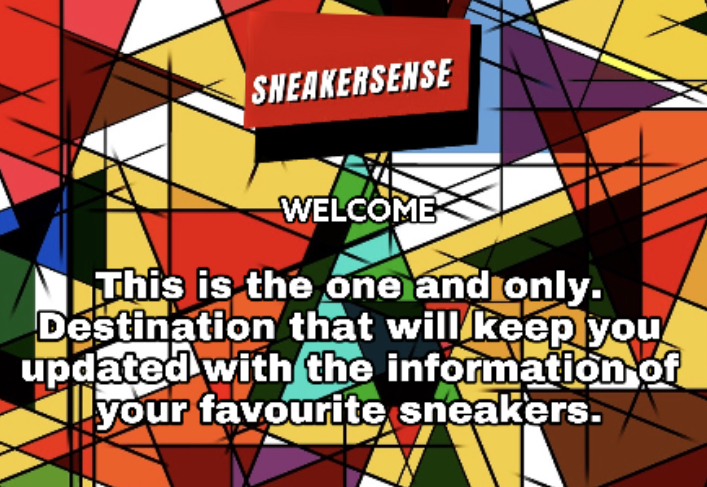 SNEAKERSENSE
WELCOME
This is the one and only.
Destination that will keep you
updated with the information of
your favourite sneakers.